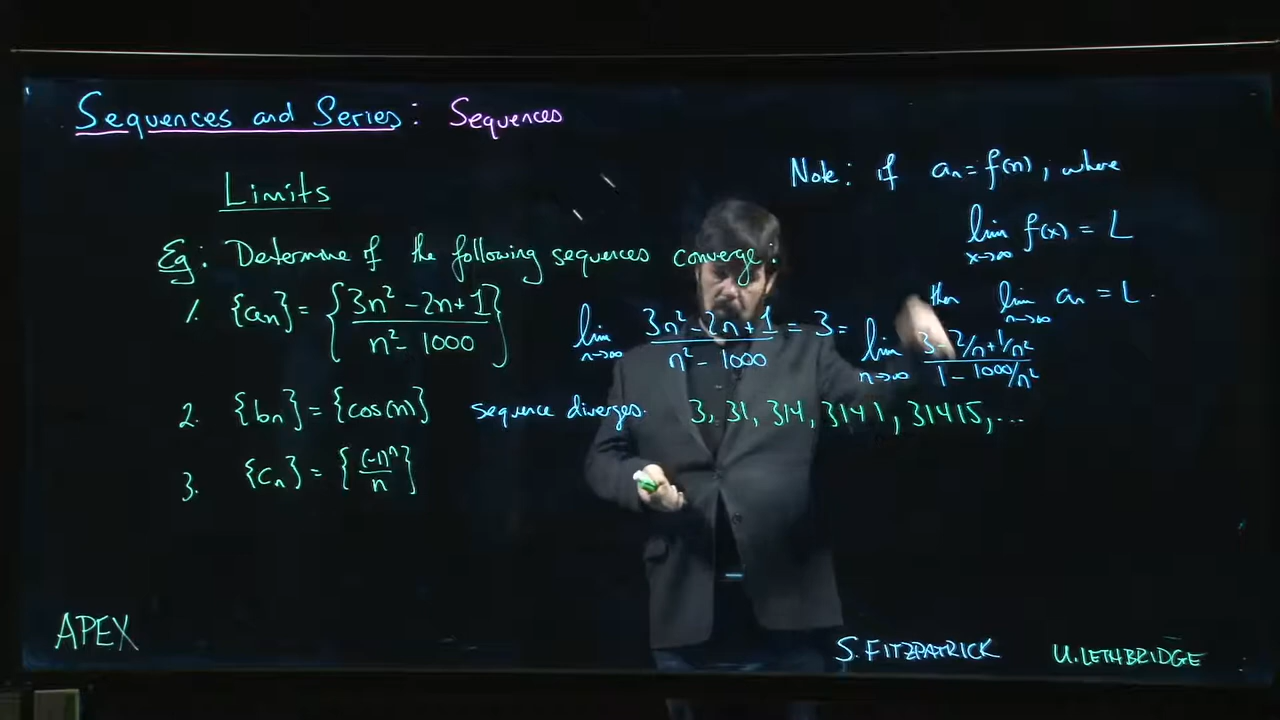 Sequences and Series: Sequences
Note: if aₙ = f(n), where
Limits
lim x→∞ f(x) = L
Eg: Determine if the following sequences converge:
then lim n→∞ aₙ = L.
1. {aₙ} = {(3n² - 2n + 1)/(n² - 1000)} lim n→∞ (3n² - 2n + 1)/(n² - 1000) = 3 = lim n→∞ (3 - 2/n + 1/n²)/(1 - 1000/n²)
2. {bₙ} = {cos(n)} sequence diverges. 3, 31, 314, 3141, 31415, ...
3. {cₙ} = {(-1)ⁿ/n}
APEX
S. FITZPATRICK U. LETHBRIDGE